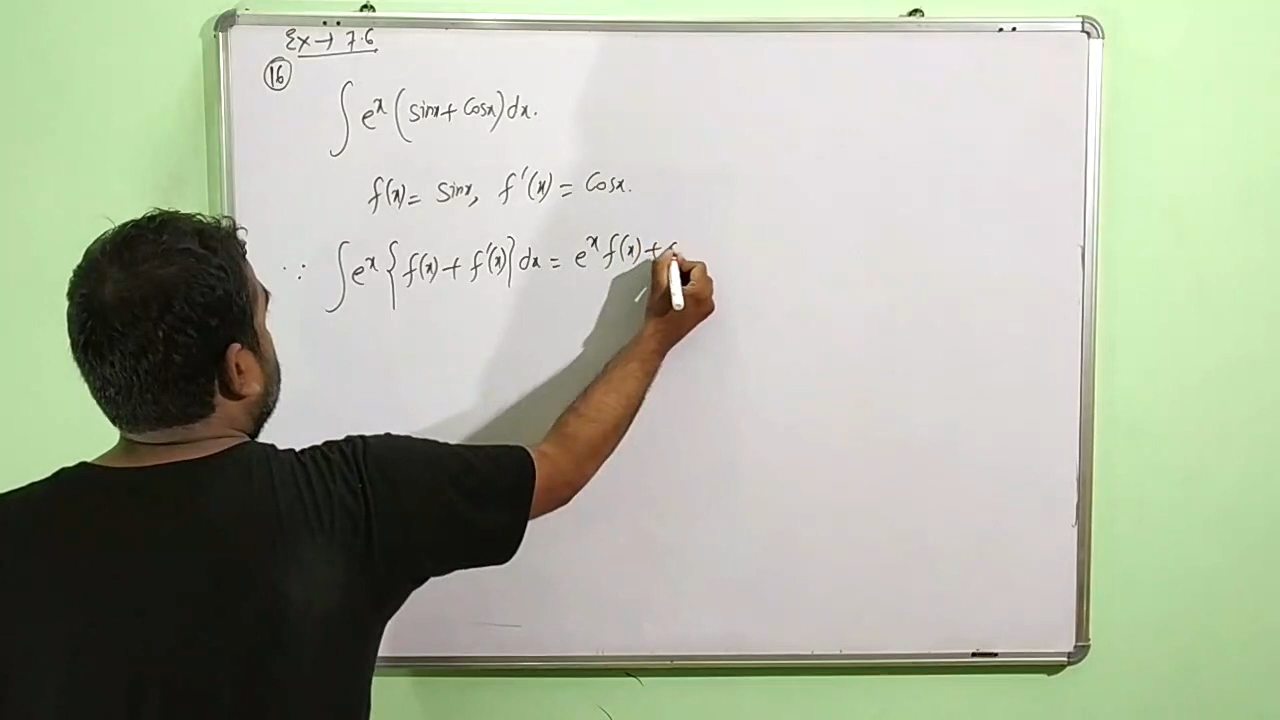 Ex → 7.6
16
∫ e^x (sinx + cosx) dx.
f(x) = sinx, f'(x) = cosx.
∵ ∫ e^x {f(x) + f'(x)} dx = e^x f(x) +